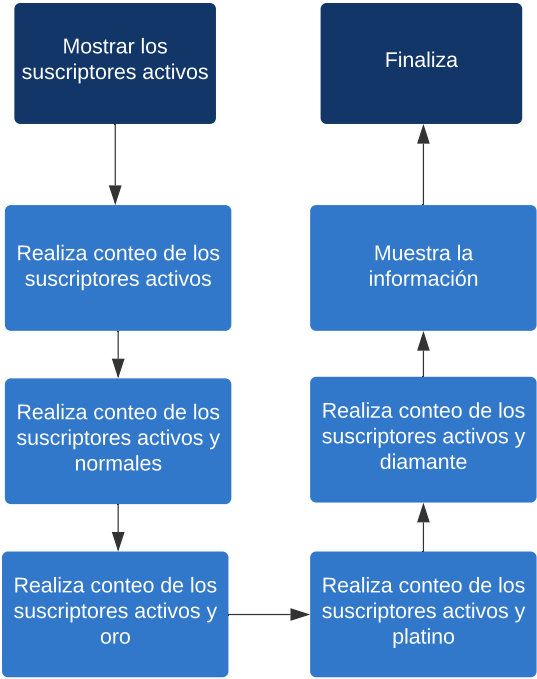 Mostrar los
suscriptores activos
Realiza conteo de los
suscriptores activos
Realiza conteo de los
suscriptores activos y
normales
Realiza conteo de los
suscriptores activos y
oro
Realiza conteo de los
suscriptores activos y
platino
Realiza conteo de los
suscriptores activos y
diamante
Muestra la
información
Finaliza